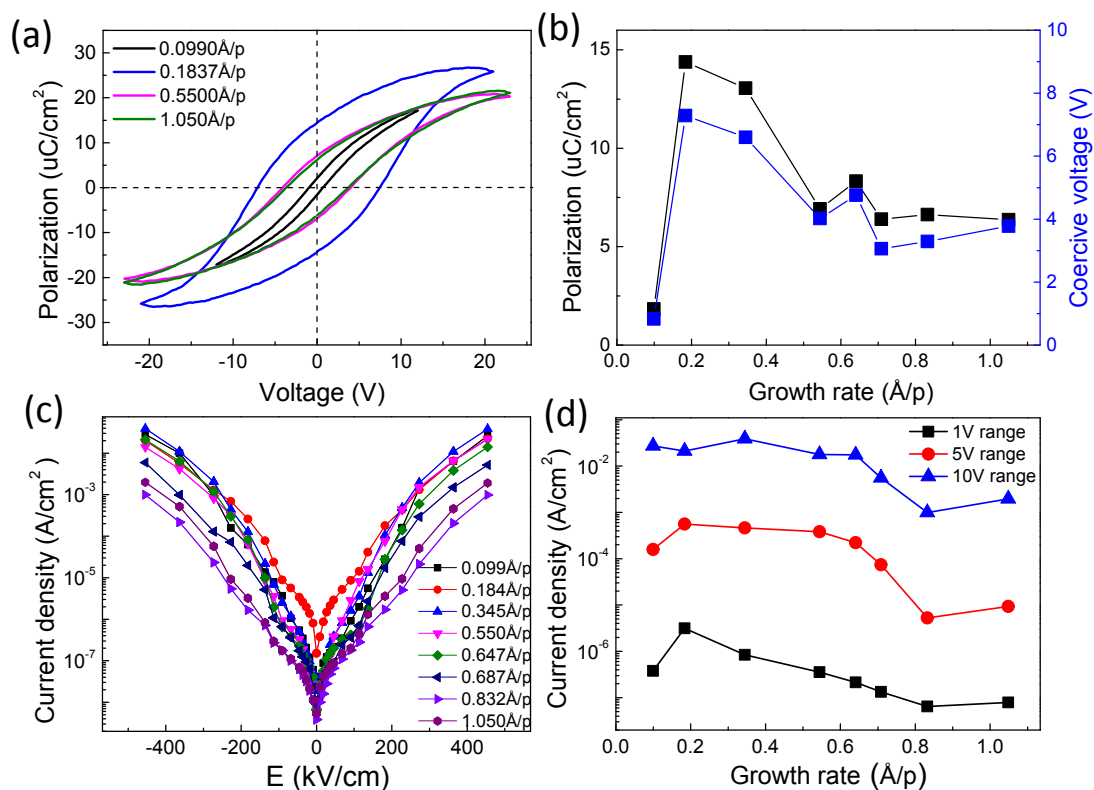 (a)
0.0990Å/p
0.1837Å/p
0.5500Å/p
1.050Å/p
30
20
10
0
-10
-20
-30
Polarization (uC/cm²)
-20
-10
0
10
20
Voltage (V)
(b)
15
10
5
0
Polarization (uC/cm²)
10
8
6
4
2
0
Coercive voltage (V)
0.0
0.2
0.4
0.6
0.8
1.0
Growth rate (Å/p)
(c)
10⁻³
10⁻⁵
10⁻⁷
Current density (A/cm²)
0.099Å/p
0.184Å/p
0.345Å/p
0.550Å/p
0.647Å/p
0.687Å/p
0.832Å/p
1.050Å/p
-400
-200
0
200
400
E (kV/cm)
(d)
1V range
5V range
10V range
10⁻²
10⁻⁴
10⁻⁶
Current density (A/cm²)
0.0
0.2
0.4
0.6
0.8
1.0
Growth rate (Å/p)